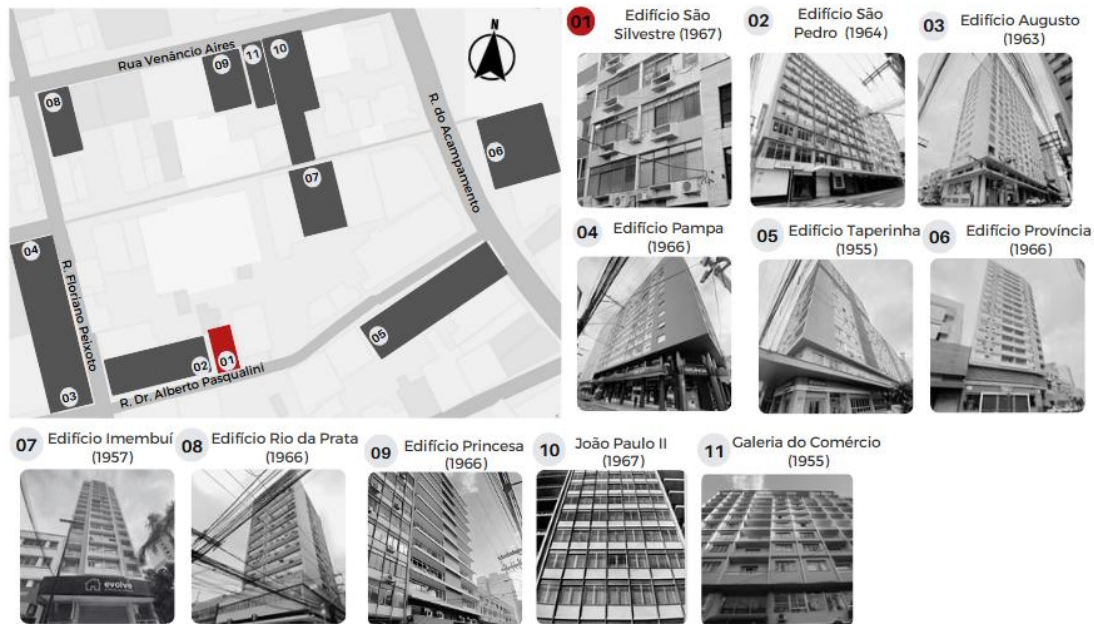 N
Rua Venâncio Aires
11
10
09
08
R. do Acampamento
06
07
04
R. Floriano Peixoto
05
02
01
03
R. Dr. Alberto Pasqualini
01 Edifício São
Silvestre (1967)
02 Edifício São
Pedro (1964)
03 Edifício Augusto
(1963)
04 Edifício Pampa
(1966)
05 Edifício Taperinha
(1955)
06 Edifício Província
(1966)
07 Edifício Imembuí
(1957)
08 Edifício Rio da Prata
(1966)
09 Edifício Princesa
(1966)
10 João Paulo II
(1967)
11 Galeria do Comércio
(1955)
evolve